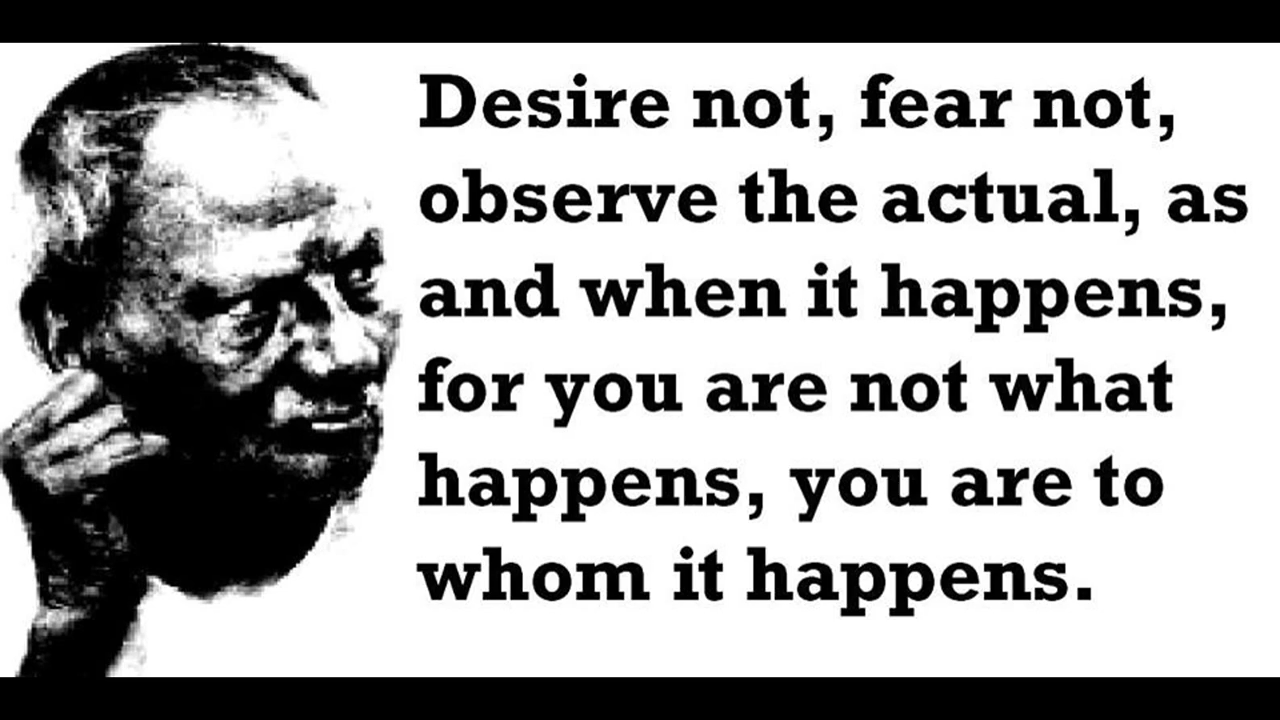 Desire not, fear not,
observe the actual, as
and when it happens,
for you are not what
happens, you are to
whom it happens.